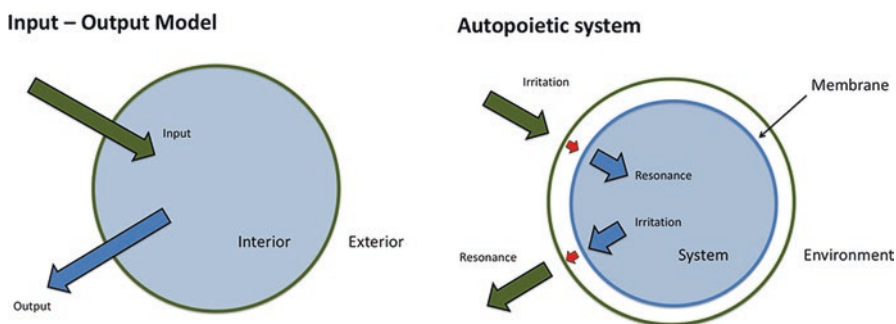 Input – Output Model
Input
Interior
Exterior
Output
Autopoietic system
Irritation
Membrane
Resonance
Irritation
Resonance
System
Environment